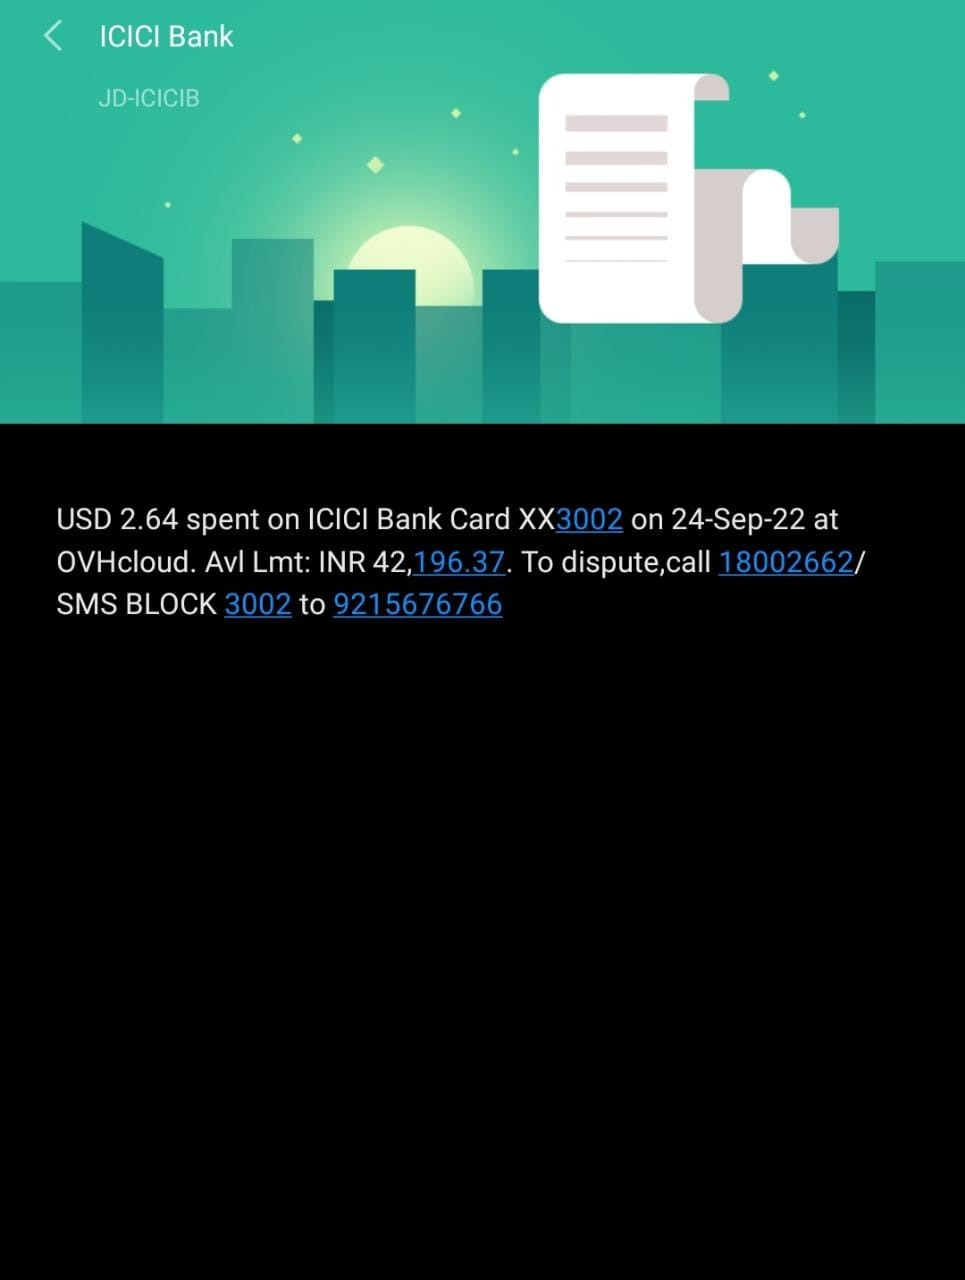 ICICI Bank
JD-ICICIB
USD 2.64 spent on ICICI Bank Card XX3002 on 24-Sep-22 at
OVHcloud. Avl Lmt: INR 42,196.37. To dispute,call 18002662/
SMS BLOCK 3002 to 9215676766